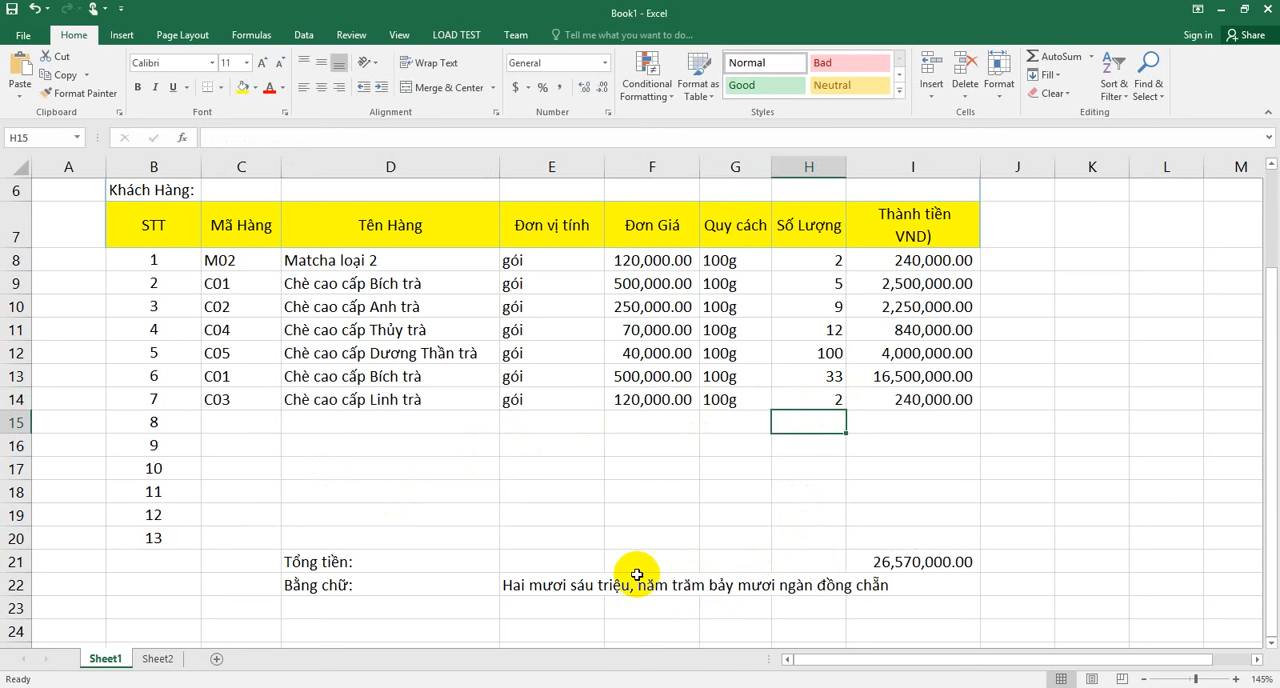 Book1 - Excel
File Home Insert Page Layout Formulas Data Review View LOAD TEST Team Tell me what you want to do... Sign in Share
Paste
Cut
Copy
Format Painter
Clipboard
Calibri 11
B I U
Font
Wrap Text
Merge & Center
Alignment
General
$ % ,
Number
Conditional Formatting
Format as Table
Normal Bad
Good Neutral
Styles
Insert Delete Format
Cells
AutoSum
Fill
Clear
Sort & Filter
Find & Select
Editing
H15 fx
A B C D E F G H I J K L M
6 Khách Hàng:
7 STT Mã Hàng Tên Hàng Đơn vị tính Đơn Giá Quy cách Số Lượng Thành tiền VND)
8 1 M02 Matcha loại 2 gói 120,000.00 100g 2 240,000.00
9 2 C01 Chè cao cấp Bích trà gói 500,000.00 100g 5 2,500,000.00
10 3 C02 Chè cao cấp Anh trà gói 250,000.00 100g 9 2,250,000.00
11 4 C04 Chè cao cấp Thủy trà gói 70,000.00 100g 12 840,000.00
12 5 C05 Chè cao cấp Dương Thần trà gói 40,000.00 100g 100 4,000,000.00
13 6 C01 Chè cao cấp Bích trà gói 500,000.00 100g 33 16,500,000.00
14 7 C03 Chè cao cấp Linh trà gói 120,000.00 100g 2 240,000.00
15 8
16 9
17 10
18 11
19 12
20 13
21 Tổng tiền: 26,570,000.00
22 Bằng chữ: Hai mươi sáu triệu, năm trăm bảy mươi ngàn đồng chẵn
23
24
Sheet1 Sheet2
Ready 145%